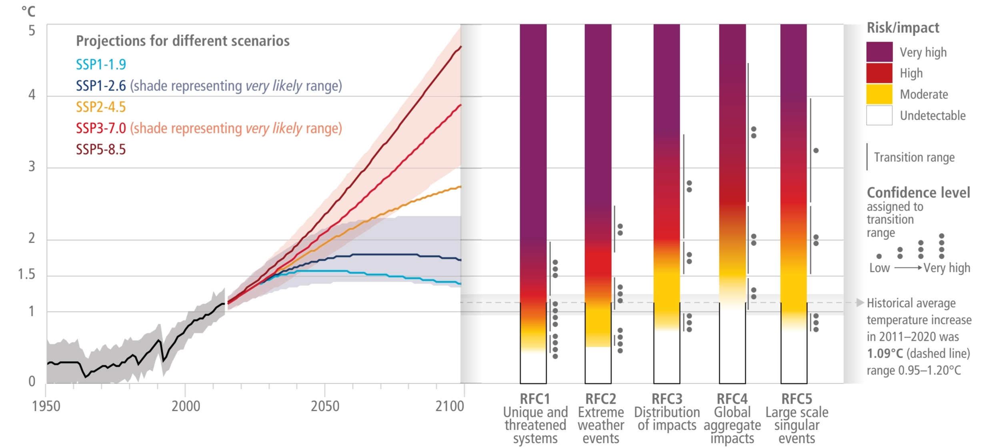 °C
5
4
3
2
1.5
1
0
1950
2000
2050
2100
Projections for different scenarios
SSP1-1.9
SSP1-2.6 (shade representing very likely range)
SSP2-4.5
SSP3-7.0 (shade representing very likely range)
SSP5-8.5
RFC1
Unique and
threatened
systems
RFC2
Extreme
weather
events
RFC3
Distribution
of impacts
RFC4
Global
aggregate
impacts
RFC5
Large scale
singular
events
Risk/impact
Very high
High
Moderate
Undetectable
Transition range
Confidence level
assigned to
transition
range
Low
Very high
Historical average
temperature increase
in 2011–2020 was
1.09°C (dashed line)
range 0.95–1.20°C